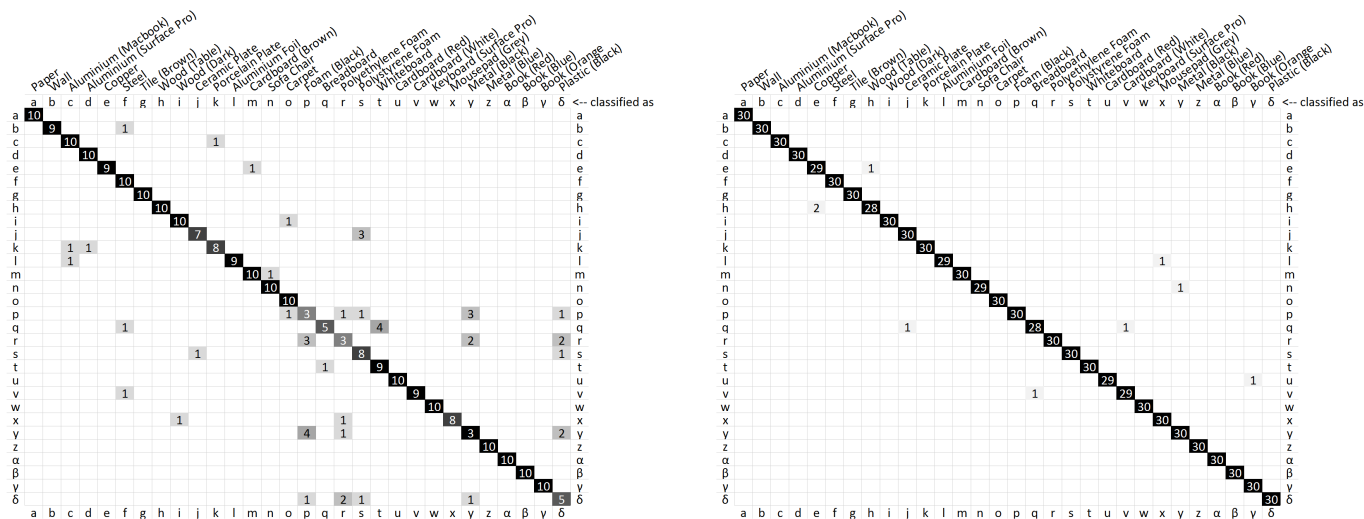 Paper
Wall
Aluminium (Macbook)
Aluminium (Surface Pro)
Copper
Steel
Tile (Brown)
Wood (Table)
Wood (Dark)
Ceramic Plate
Porcelain Plate
Aluminium Foil
Cardboard (Brown)
Sofa Chair
Carpet
Foam (Black)
Breadboard
Polyethylene Foam
Polystyrene Foam
Whiteboard
Cardboard (Red)
Cardboard (White)
Keyboard (Surface Pro)
Mousepad (Grey)
Metal (Black)
Metal (Blue)
Book (Red)
Book (Blue)
Book Orange
Plastic (Black)
a b c d e f g h i j k l m n o p q r s t u v w x y z α β γ δ <-- classified as
a 10 a
b 9 1 b
c 10 1 c
d 10 d
e 9 1 e
f 10 f
g 10 g
h 10 h
i 10 1 i
j 7 3 j
k 1 1 8 k
l 1 9 l
m 10 1 m
n 10 n
o 10 o
p 1 3 1 1 3 1 p
q 1 5 4 q
r 3 3 2 2 r
s 1 8 1 s
t 1 9 t
u 10 u
v 1 9 v
w 10 w
x 1 1 8 x
y 4 1 3 2 y
z 10 z
α 10 α
β 10 β
γ 10 γ
δ 1 2 1 1 5 δ
a b c d e f g h i j k l m n o p q r s t u v w x y z α β γ δ
Paper
Wall
Aluminium (Macbook)
Aluminium (Surface Pro)
Copper
Steel
Tile (Brown)
Wood (Table)
Wood (Dark)
Ceramic Plate
Porcelain Plate
Aluminium Foil
Cardboard (Brown)
Sofa Chair
Carpet
Foam (Black)
Breadboard
Polyethylene Foam
Polystyrene Foam
Whiteboard
Cardboard (Red)
Cardboard (White)
Keyboard (Surface Pro)
Mousepad (Grey)
Metal (Black)
Metal (Blue)
Book (Red)
Book (Blue)
Book Orange
Plastic (Black)
a b c d e f g h i j k l m n o p q r s t u v w x y z α β γ δ <-- classified as
a 30 a
b 30 b
c 30 c
d 30 d
e 29 1 e
f 30 f
g 30 g
h 2 28 h
i 30 i
j 30 j
k 30 k
l 29 1 l
m 30 m
n 29 1 n
o 30 o
p 30 p
q 1 28 1 q
r 30 r
s 30 s
t 30 t
u 29 1 u
v 1 29 v
w 30 w
x 30 x
y 30 y
z 30 z
α 30 α
β 30 β
γ 30 γ
δ 30 δ
a b c d e f g h i j k l m n o p q r s t u v w x y z α β γ δ